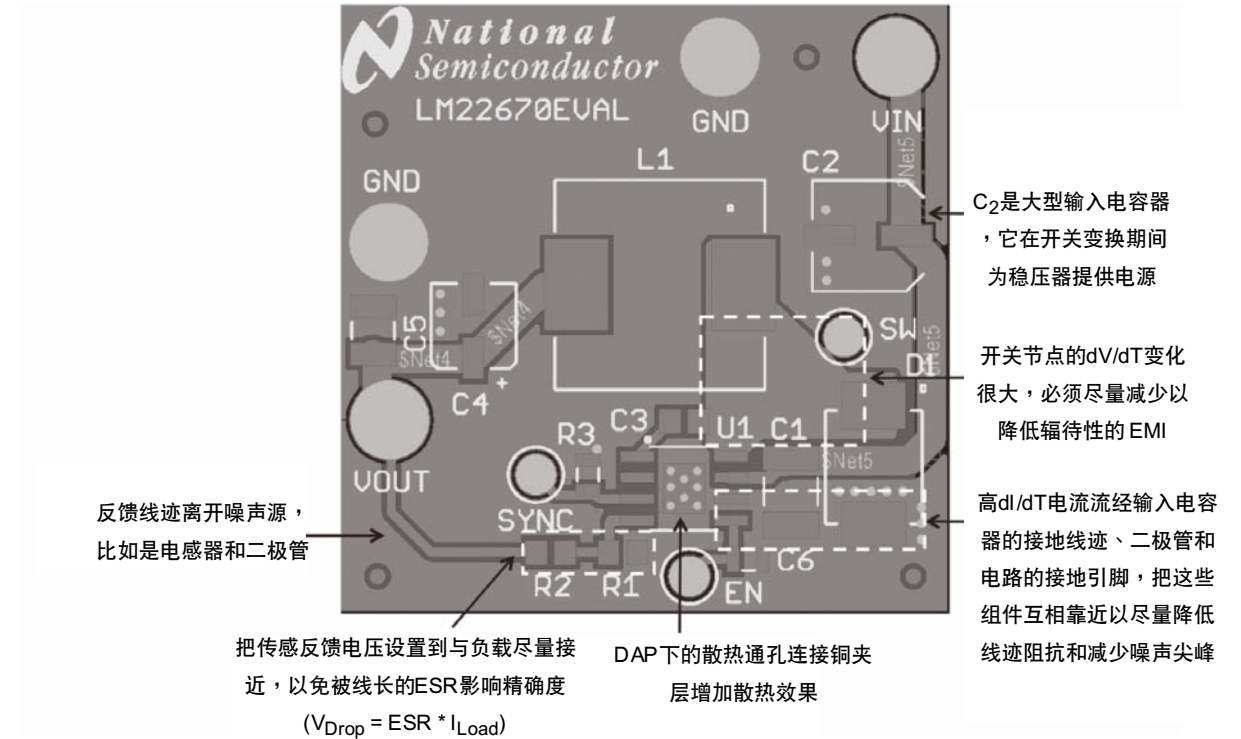 National
Semiconductor
LM22670EVAL
GND
VIN
$Net5
L1
C2
GND
C₂是大型输入电容器
，它在开关变换期间
为稳压器提供电源
SW
$Net5
D1
C5
$Net4
$Net4
C4
+
开关节点的dV/dT变化
很大，必须尽量减少以
降低辐待性的 EMI
C3
R3
U1
C1
$Net5
VOUT
SYNC
反馈线迹离开噪声源，
比如是电感器和二极管
R2
R1
EN
C6
高dI/dT电流流经输入电容
器的接地线迹、二极管和
电路的接地引脚，把这些
组件互相靠近以尽量降低
线迹阻抗和减少噪声尖峰
把传感反馈电压设置到与负载尽量接
近，以免被线长的ESR影响精确度
(V_Drop = ESR * I_Load)
DAP下的散热通孔连接铜夹
层增加散热效果